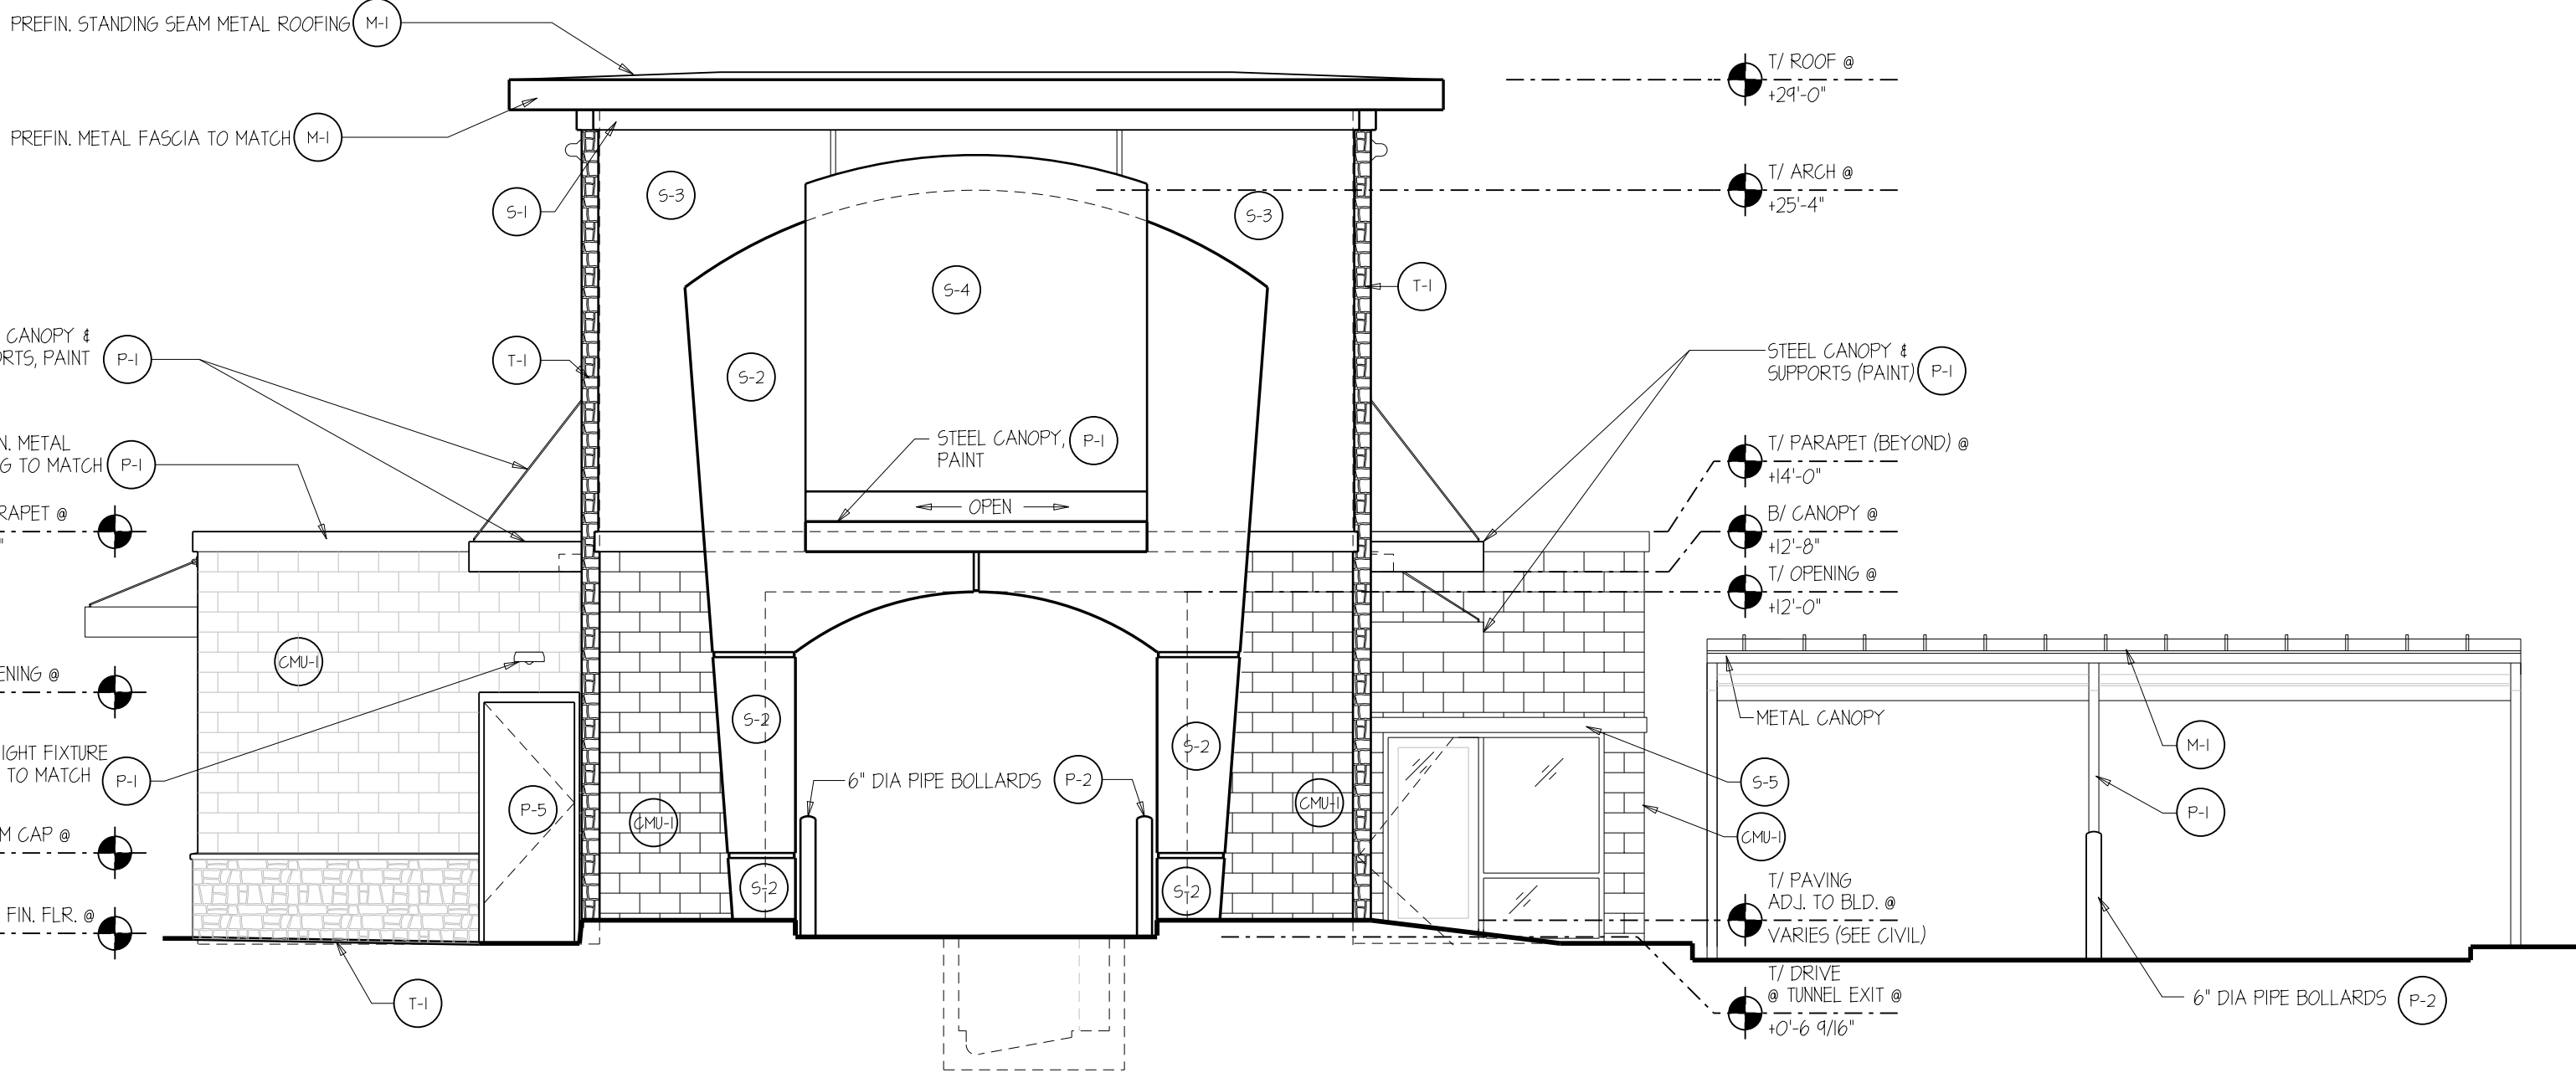 PREFIN. STANDING SEAM METAL ROOFING M-1
PREFIN. METAL FASCIA TO MATCH M-1
S-1
S-3
S-3
S-4
T-1
T-1
S-2
CANOPY &
PAINT P-1
METAL
TO MATCH P-1
@
STEEL CANOPY, P-1
PAINT
OPEN
CMU-1
@
FIXTURE
TO MATCH P-1
P-5
CMU-1
S-2
S-2
6" DIA PIPE BOLLARDS P-2
CMU-1
CAP @
S-2
S-2
FIN. FLR. @
T-1
T/ ROOF @
+29'-0"
T/ ARCH @
+25'-4"
STEEL CANOPY &
SUPPORTS (PAINT) P-1
T/ PARAPET (BEYOND) @
+14'-0"
B/ CANOPY @
+12'-8"
T/ OPENING @
+12'-0"
METAL CANOPY
M-1
S-5
P-1
CMU-1
T/ PAVING
ADJ. TO BLD. @
VARIES (SEE CIVIL)
T/ DRIVE
@ TUNNEL EXIT @
+0'-6 9/16"
6" DIA PIPE BOLLARDS P-2